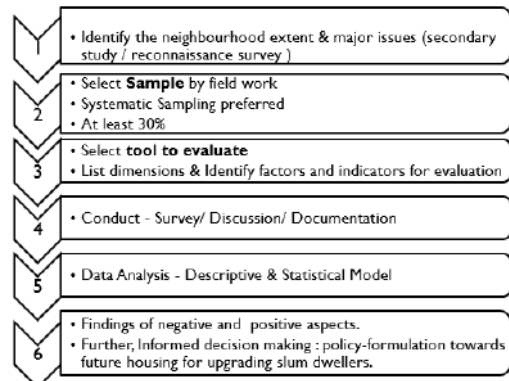 1
• Identify the neighbourhood extent & major issues (secondary
study / reconnaissance survey )
2
• Select Sample by field work
• Systematic Sampling preferred
• At least 30%
3
• Select tool to evaluate
• List dimensions & Identify factors and indicators for evaluation
4
• Conduct - Survey/ Discussion/ Documentation
5
• Data Analysis - Descriptive & Statistical Model
6
• Findings of negative and positive aspects.
• Further, Informed decision making : policy-formulation towards
future housing for upgrading slum dwellers.